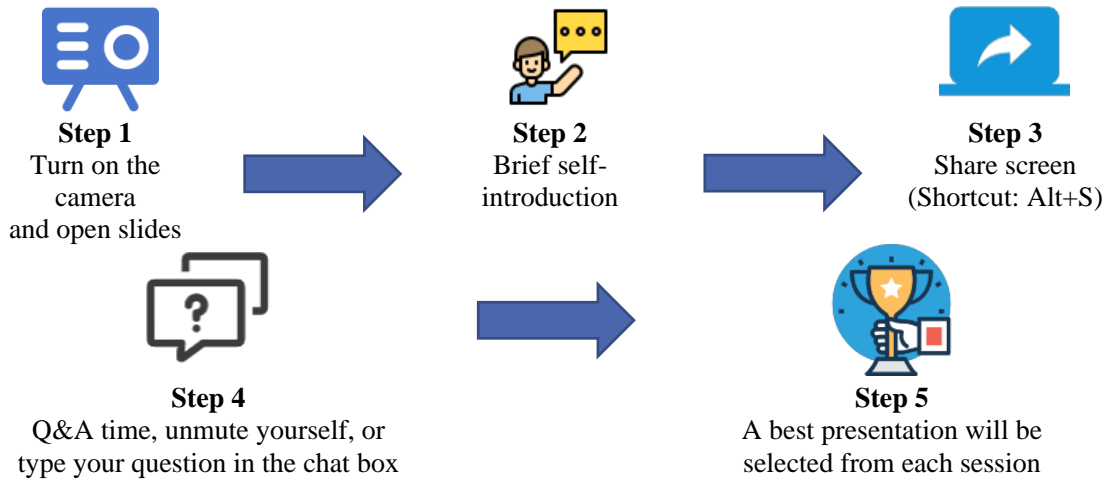 Step 1
Turn on the
camera
and open slides
Step 2
Brief self-
introduction
Step 3
Share screen
(Shortcut: Alt+S)
?
Step 4
Q&A time, unmute yourself, or
type your question in the chat box
Step 5
A best presentation will be
selected from each session